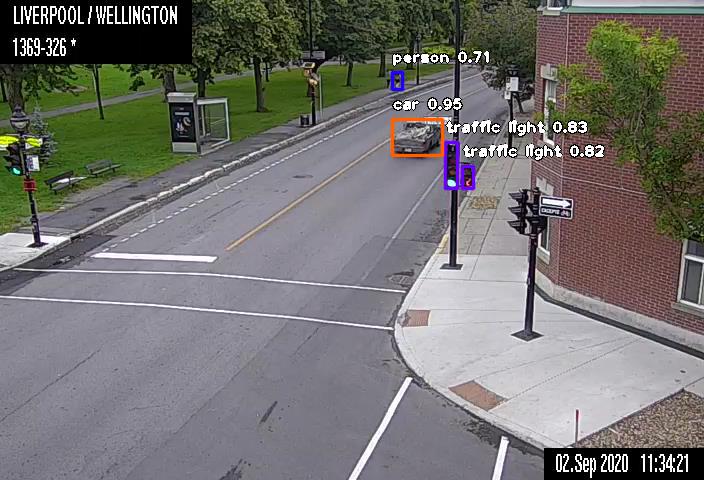 LIVERPOOL / WELLINGTON
1369-326 *
person 0.71
car 0.95
traffic light 0.83
traffic light 0.82
EXCEPTÉ
02.Sep 2020 11:34:21